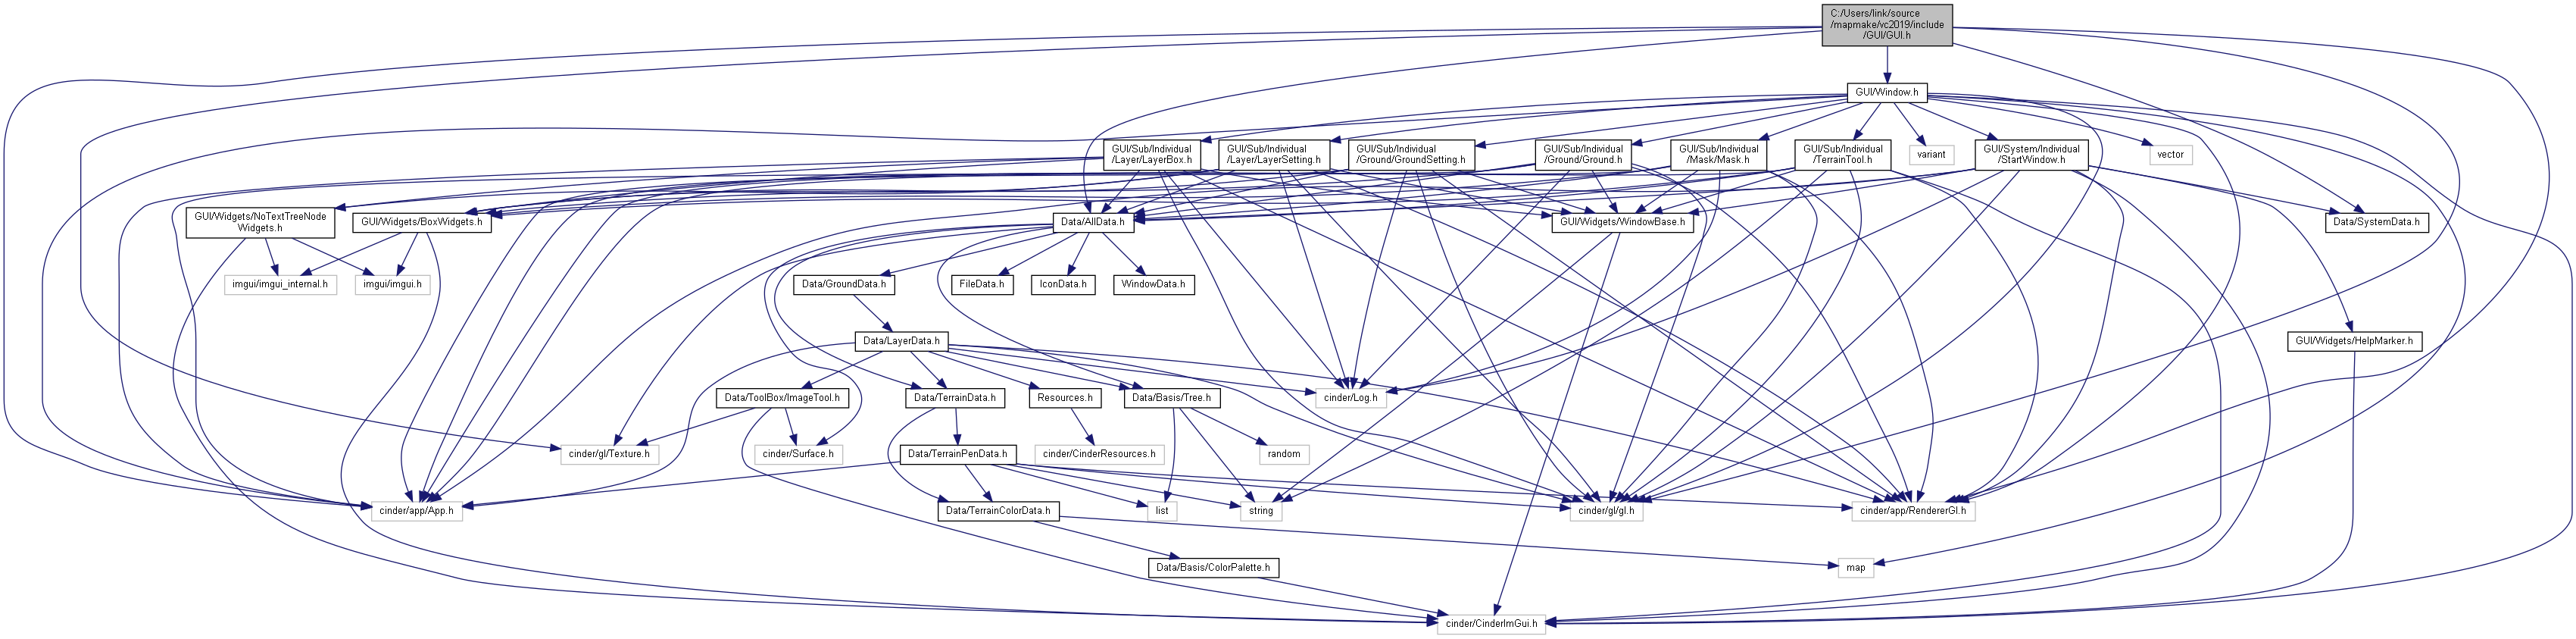 C:/Users/link/source
/mapmake/vc2019/include
/GUI/GUI.h
GUI/Window.h
GUI/Sub/Individual
/Layer/LayerBox.h
GUI/Sub/Individual
/Layer/LayerSetting.h
GUI/Sub/Individual
/Ground/GroundSetting.h
GUI/Sub/Individual
/Ground/Ground.h
GUI/Sub/Individual
/Mask/Mask.h
GUI/Sub/Individual
/TerrainTool.h
variant
GUI/System/Individual
/StartWindow.h
vector
GUI/Widgets/NoTextTreeNode
Widgets.h
GUI/Widgets/BoxWidgets.h
Data/AllData.h
GUI/Widgets/WindowBase.h
Data/SystemData.h
imgui/imgui_internal.h
imgui/imgui.h
Data/GroundData.h
FileData.h
IconData.h
WindowData.h
Data/LayerData.h
GUI/Widgets/HelpMarker.h
Data/ToolBox/ImageTool.h
Data/TerrainData.h
Resources.h
Data/Basis/Tree.h
cinder/Log.h
cinder/gl/Texture.h
cinder/Surface.h
Data/TerrainPenData.h
cinder/CinderResources.h
random
cinder/app/App.h
Data/TerrainColorData.h
list
string
cinder/gl/gl.h
cinder/app/RendererGl.h
Data/Basis/ColorPalette.h
map
cinder/CinderImGui.h